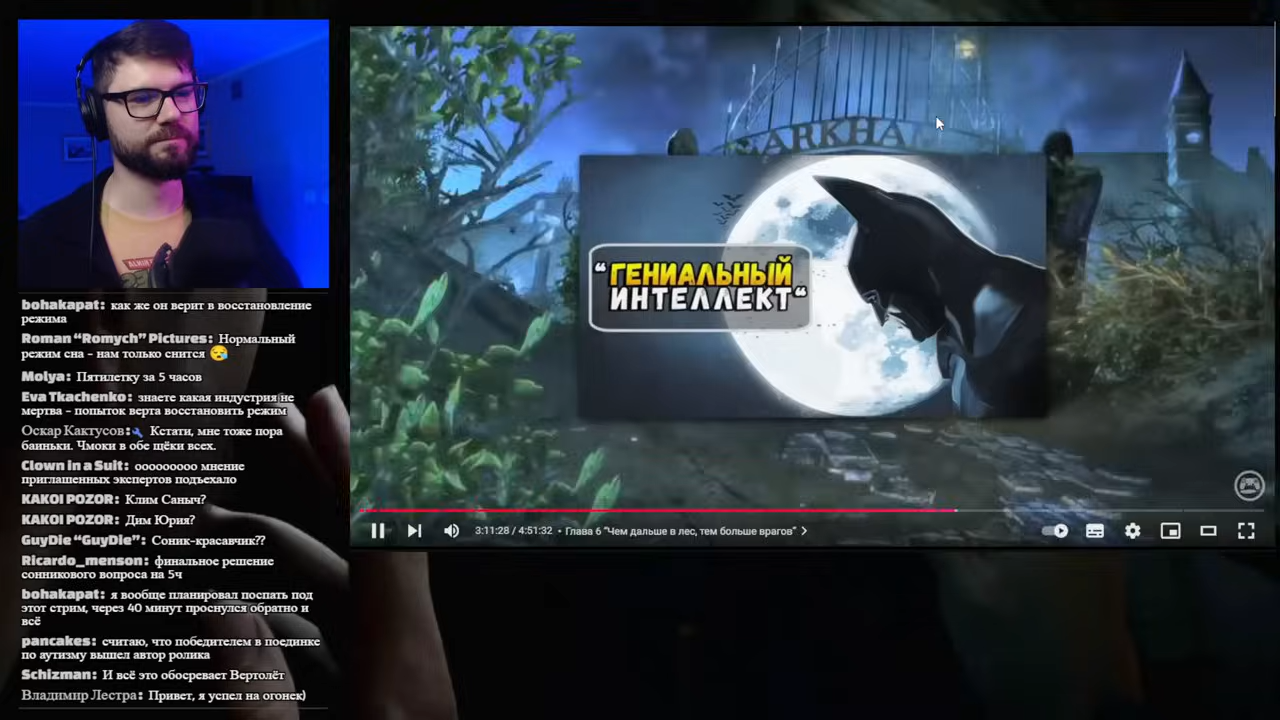 bohakapat: как же он верит в восстановление
режима
Roman “Romych” Pictures: Нормальный
режим сна - нам только снится
Molya: Пятилетку за 5 часов
Eva Tkachenko: знаете какая индустрия не
мертва - попыток верта восстановить режим
Оскар Кактусов: Кстати, мне тоже пора
баиньки. Чмоки в обе щёки всех.
Clown in a Suit: ооооооооо мнение
приглашенных экспертов подъехало
KAKOI POZOR: Клим Саныч?
KAKOI POZOR: Дим Юрия?
GuyDie “GuyDie”: Соник-красавчик??
Ricardo_menson: финальное решение
сонникового вопроса на 5ч
bohakapat: я вообще планировал поспать под
этот стрим, через 40 минут проснулся обратно и
всё
pancakes: считаю, что победителем в поединке
по аутизму вышел автор ролика
Schizman: И всё это обосревает Вертолёт
Владимир Лестра: Привет, я успел на огонек)
ARKHA
“ГЕНИАЛЬНЫЙ
ИНТЕЛЛЕКТ“
3:11:28 / 4:51:32 • Глава 6 “Чем дальше в лес, тем больше врагов”